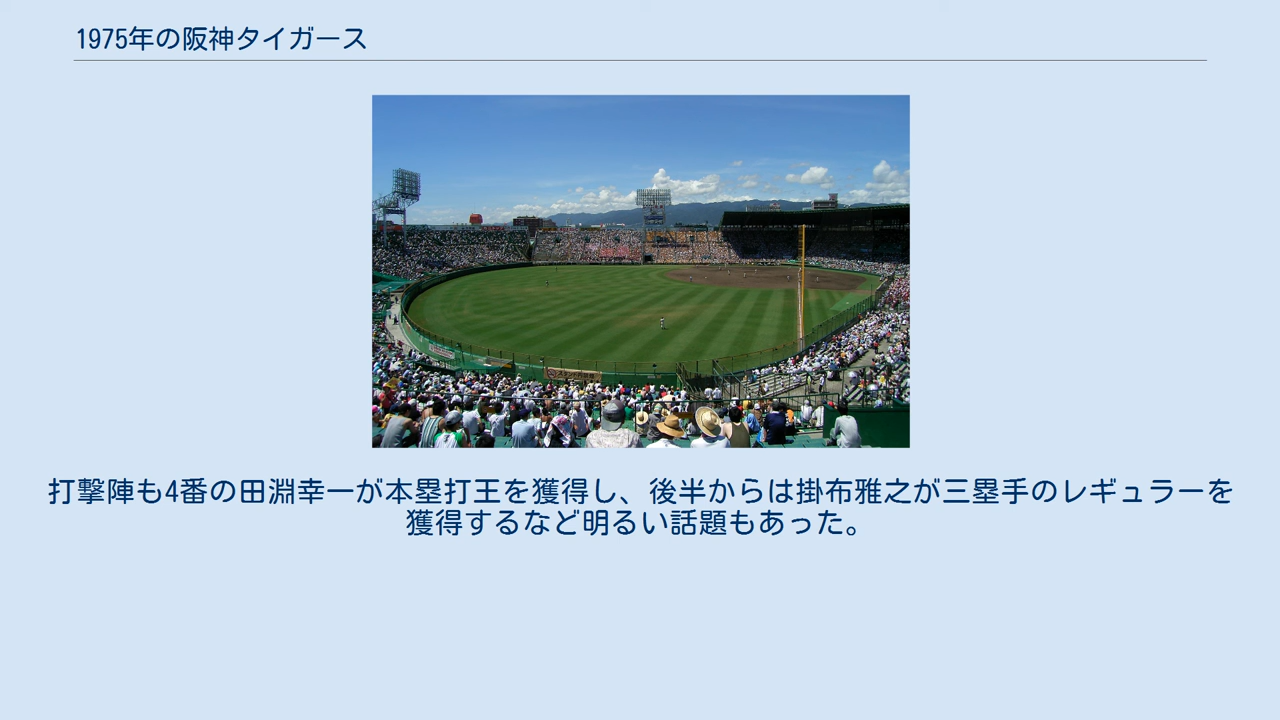 1975年の阪神タイガース
打撃陣も4番の田淵幸一が本塁打王を獲得し、後半からは掛布雅之が三塁手のレギュラーを
獲得するなど明るい話題もあった。